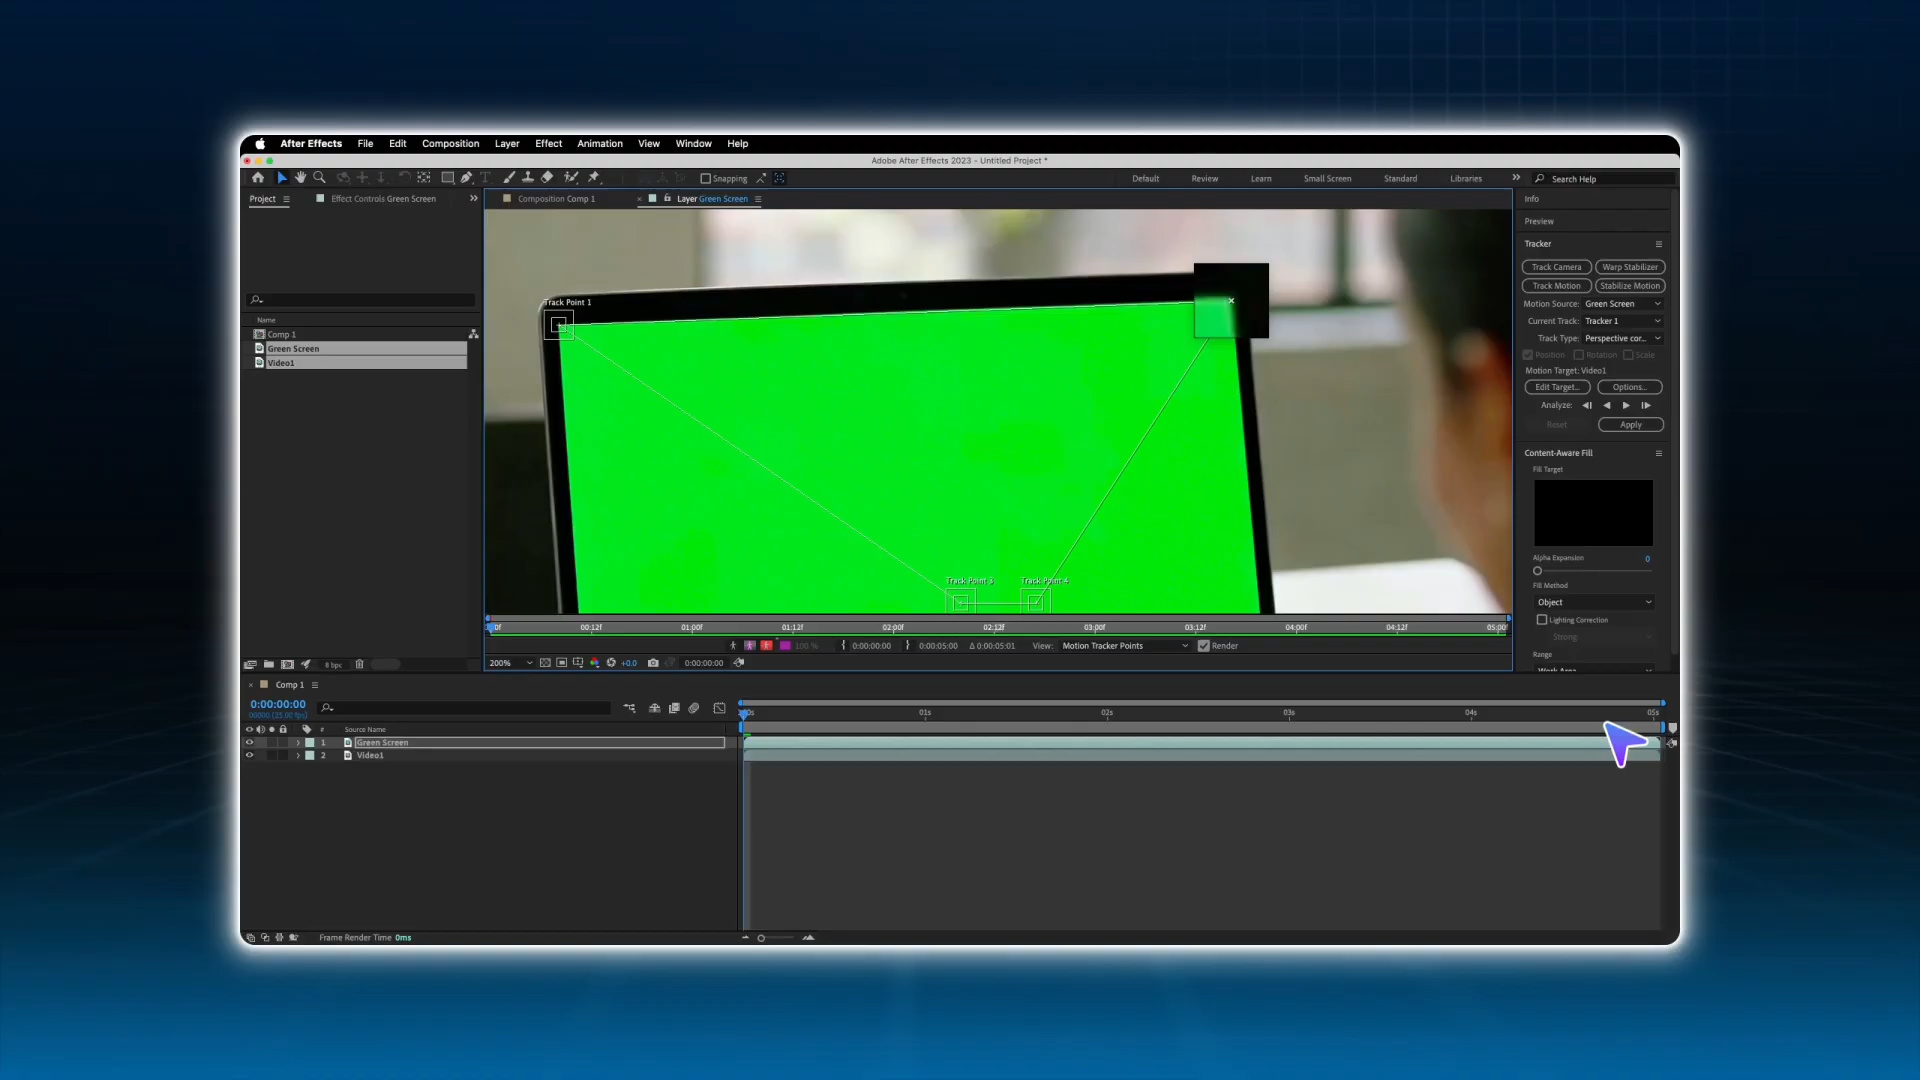 After Effects File Edit Composition Layer Effect Animation View Window Help
Adobe After Effects 2023 - Untitled Project *
Snapping
Default Review Learn Small Screen Standard Libraries
Search Help
Project
Effect Controls Green Screen
Composition Comp 1
Layer Green Screen
Name
Comp 1
Green Screen
Video1
8 bpc
Track Point 1
Track Point 3
Track Point 4
00:12f 01:00f 01:12f 02:00f 02:12f 03:00f 03:12f 04:00f 04:12f 05:00f
100 %
0:00:00:00
0:00:05:00
Δ 0:00:05:01
View: Motion Tracker Points
Render
200%
+0.0
0:00:00:00
Info
Preview
Tracker
Track Camera Warp Stabilizer
Track Motion Stabilize Motion
Motion Source: Green Screen
Current Track: Tracker 1
Track Type: Perspective cor...
Position Rotation Scale
Motion Target: Video1
Edit Target... Options...
Analyze:
Reset Apply
Content-Aware Fill
Fill Target
Alpha Expansion 0
Fill Method
Object
Lighting Correction
Strong
Range
Work Area
Comp 1
0:00:00:00
00000 (25.00 fps)
01s 02s 03s 04s 05s
# Source Name
1 Green Screen
2 Video1
Frame Render Time 0ms